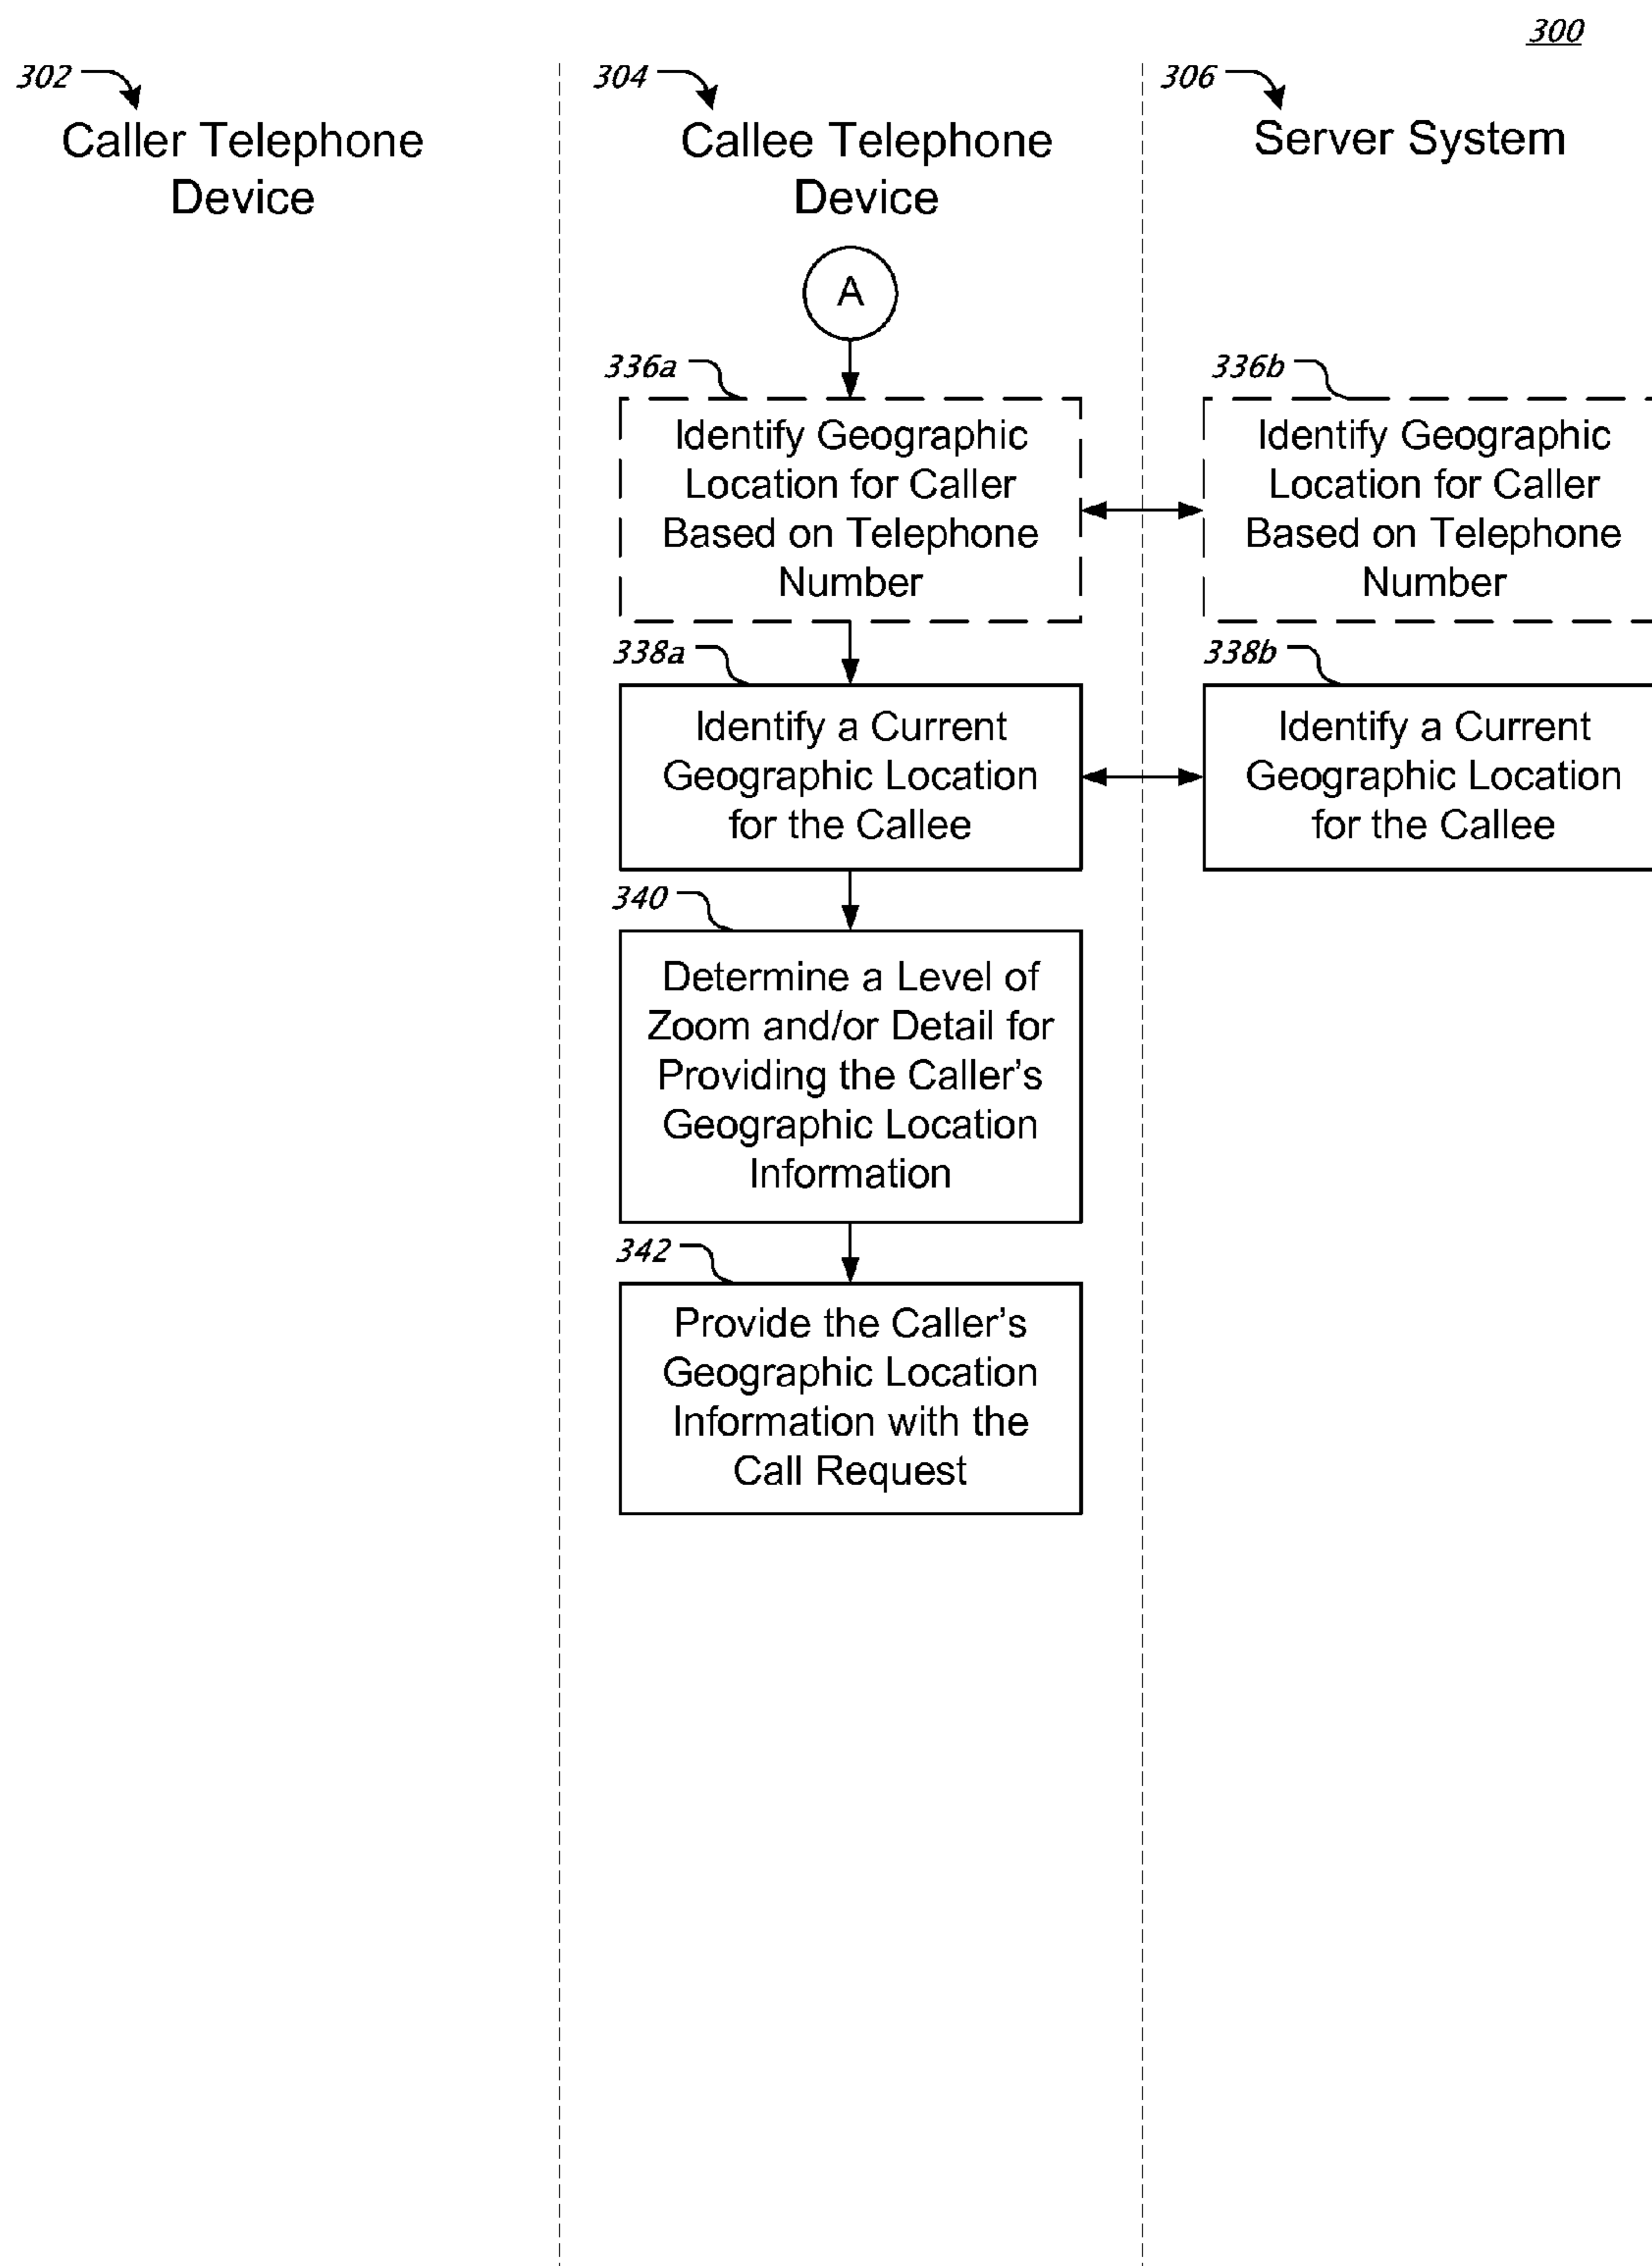 300
302
Caller Telephone
Device
304
Callee Telephone
Device
306
Server System
A
336a
Identify Geographic
Location for Caller
Based on Telephone
Number
336b
Identify Geographic
Location for Caller
Based on Telephone
Number
338a
Identify a Current
Geographic Location
for the Callee
338b
Identify a Current
Geographic Location
for the Callee
340
Determine a Level of
Zoom and/or Detail for
Providing the Caller's
Geographic Location
Information
342
Provide the Caller's
Geographic Location
Information with the
Call Request